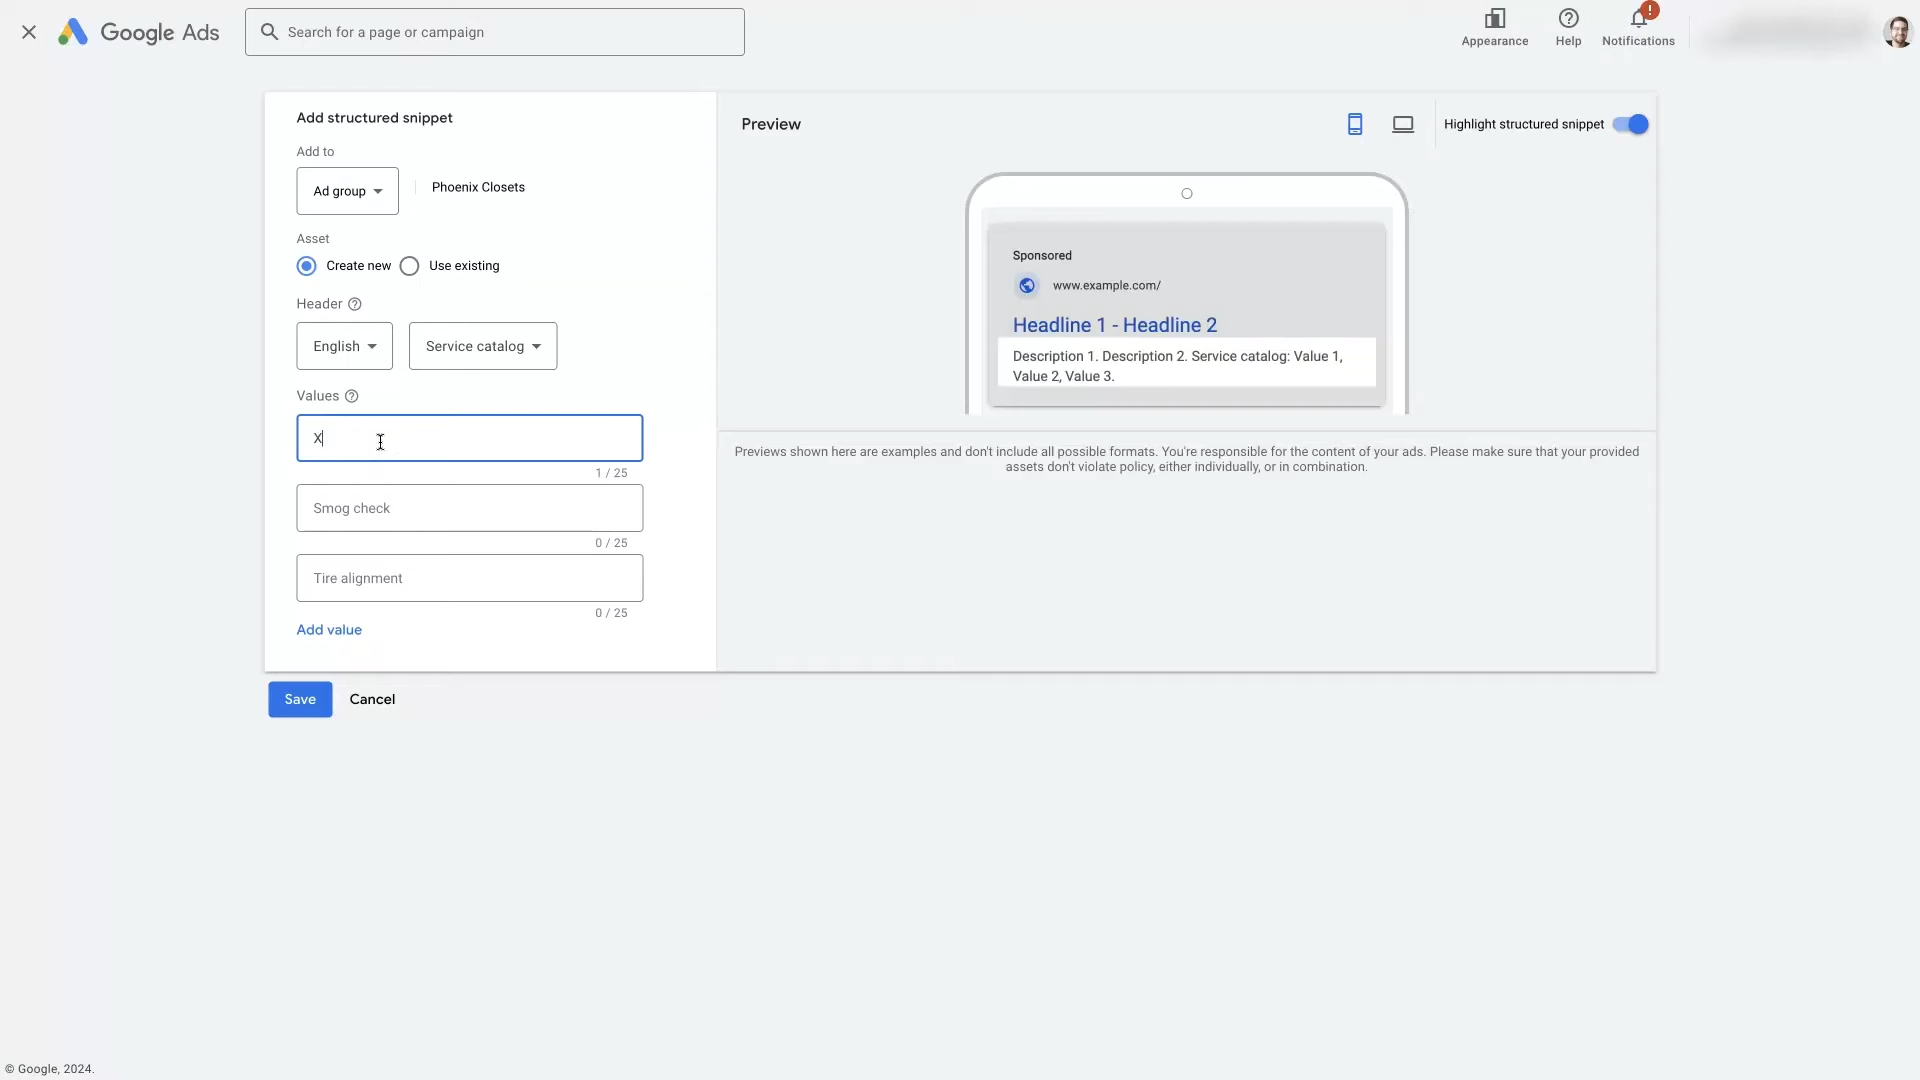 Google Ads
Search for a page or campaign
Appearance
Help
!
Notifications
Add structured snippet
Add to
Ad group
Phoenix Closets
Asset
Create new
Use existing
Header
English
Service catalog
Values
X
1 / 25
Smog check
0 / 25
Tire alignment
0 / 25
Add value
Save
Cancel
Preview
Highlight structured snippet
Sponsored
www.example.com/
Headline 1 - Headline 2
Description 1. Description 2. Service catalog: Value 1,
Value 2, Value 3.
Previews shown here are examples and don't include all possible formats. You're responsible for the content of your ads. Please make sure that your provided
assets don't violate policy, either individually, or in combination.
© Google, 2024.